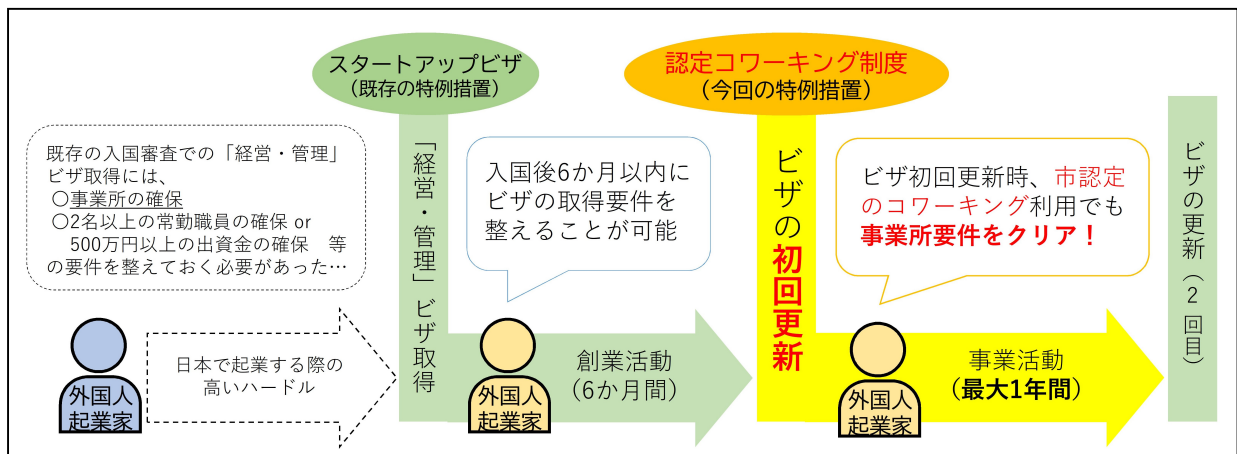 スタートアップビザ
(既存の特例措置)
認定コワーキング制度
(今回の特例措置)
既存の入国審査での「経営・管理」
ビザ取得には、
〇事業所の確保
〇2名以上の常勤職員の確保 or
500万円以上の出資金の確保　等
の要件を整えておく必要があった…
「経営・管理」ビザ取得
入国後6か月以内に
ビザの取得要件を
整えることが可能
ビザの初回更新
ビザ初回更新時、市認定
のコワーキング利用でも
事業所要件をクリア！
ビザの更新（2回目）
外国人
起業家
日本で起業する際の
高いハードル
外国人
起業家
創業活動
(6か月間)
外国人
起業家
事業活動
(最大1年間)